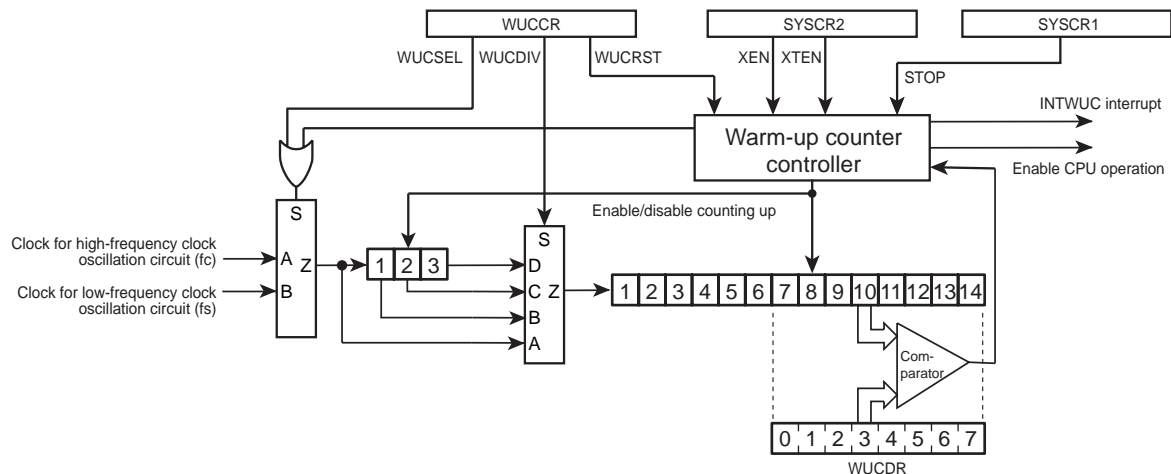 WUCCR
SYSCR2
SYSCR1
WUCSEL
WUCDIV
WUCRST
XEN
XTEN
STOP
INTWUC interrupt
Warm-up counter
controller
Enable CPU operation
S
Enable/disable counting up
S
Clock for high-frequency clock
oscillation circuit (fc)
A
Z
1 2 3
D
Clock for low-frequency clock
oscillation circuit (fs)
B
C
Z
B
A
1 2 3 4 5 6 7 8 9 10 11 12 13 14
Com-
parator
0 1 2 3 4 5 6 7
WUCDR